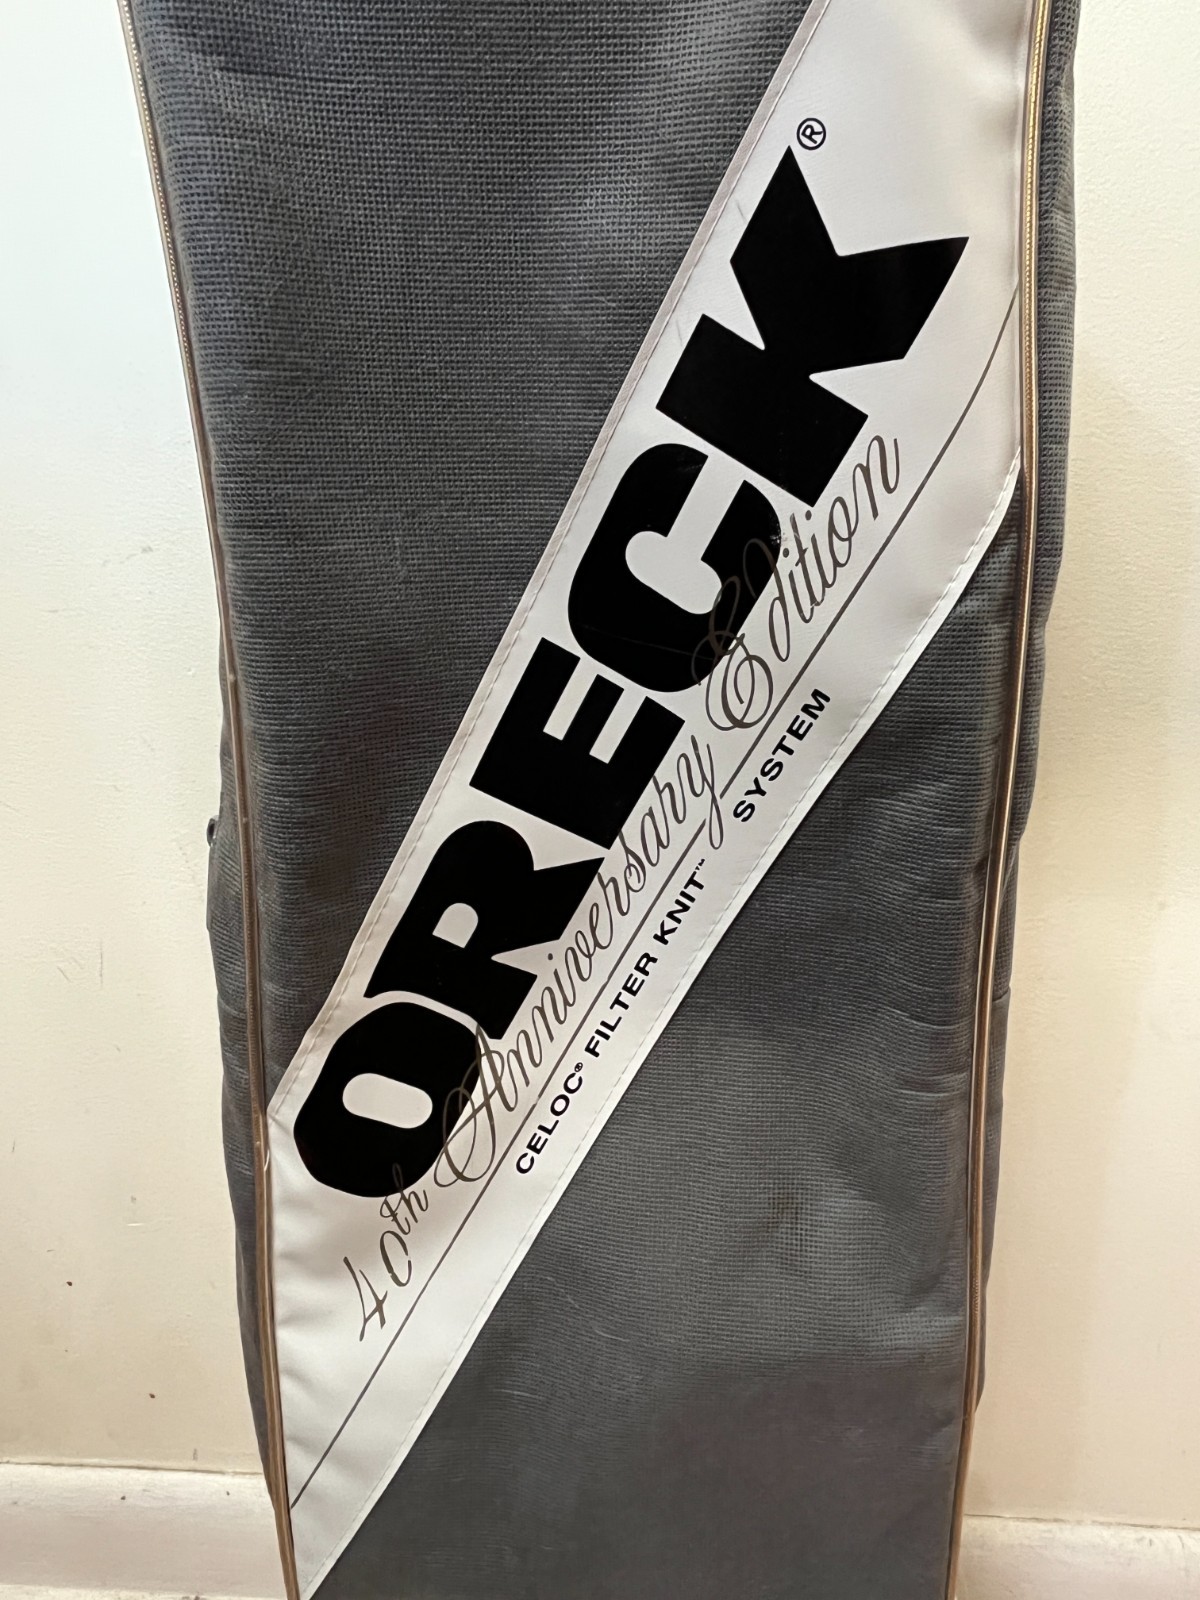 ORECK®
40th Anniversary Edition
CELOC® FILTER KNIT™ SYSTEM